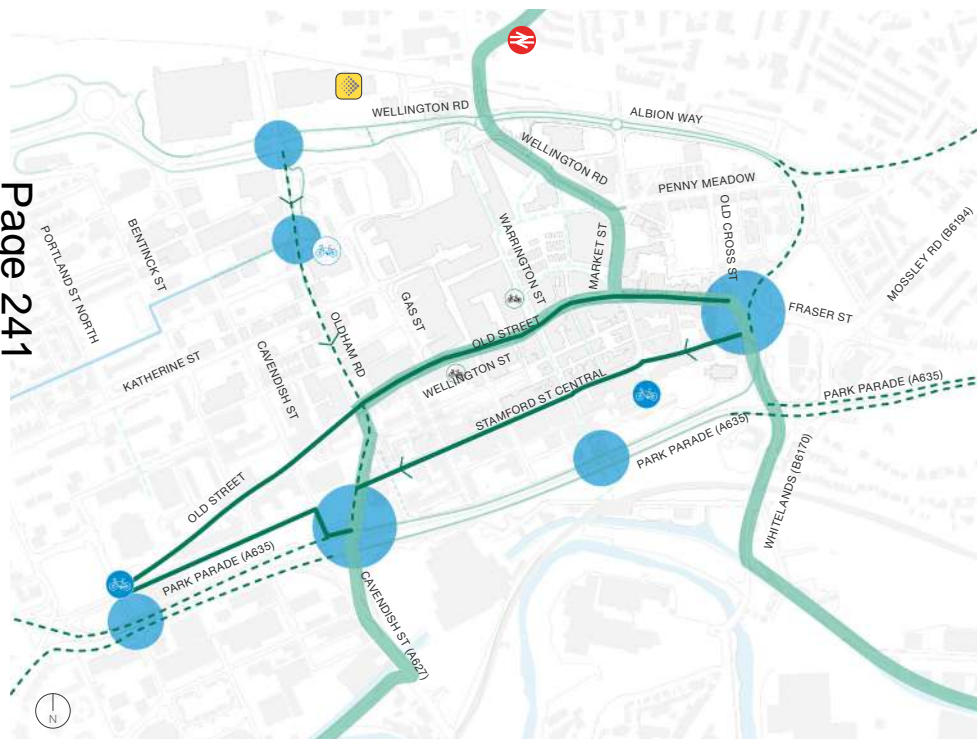 Page 241
WELLINGTON RD
ALBION WAY
WELLINGTON RD
PENNY MEADOW
OLD CROSS ST
MOSSLEY RD (B6194)
PORTLAND ST NORTH
BENTINCK ST
WARRINGTON ST
MARKET ST
FRASER ST
GAS ST
OLDHAM RD
OLD STREET
KATHERINE ST
CAVENDISH ST
WELLINGTON ST
STAMFORD ST CENTRAL
PARK PARADE (A635)
PARK PARADE (A635)
OLD STREET
WHITELANDS (B6170)
PARK PARADE (A635)
CAVENDISH ST (A627)
N